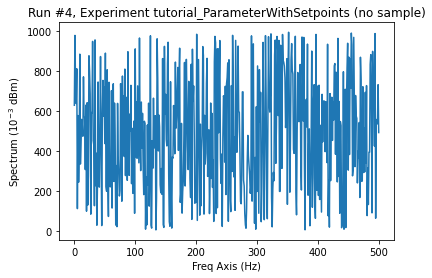 Run #4, Experiment tutorial_ParameterWithSetpoints (no sample)
1000
800
600
400
200
0
Spectrum (10⁻³ dBm)
0 100 200 300 400 500
Freq Axis (Hz)